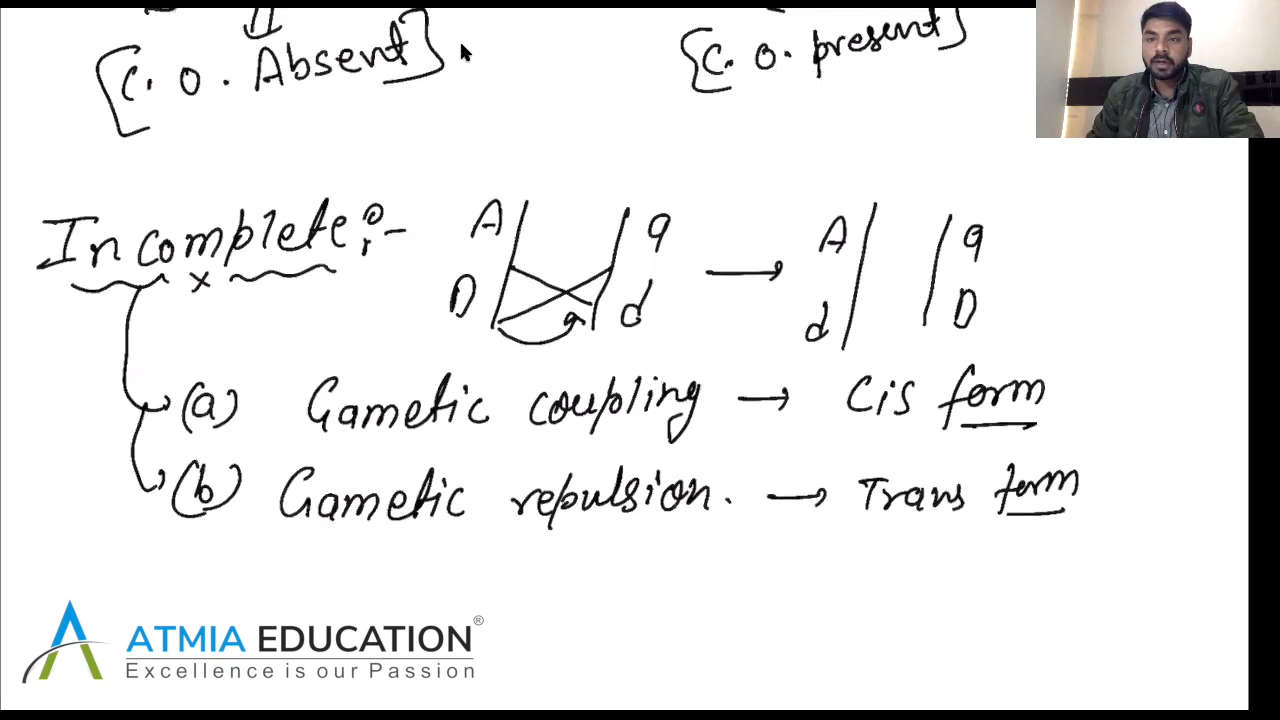 [C. O. Absent]
[C. O. present]
Incomplete :-
A a → A a
D d d D
(a) Gametic coupling → Cis form
(b) Gametic repulsion. → Trans form
ATMIA EDUCATION®
Excellence is our Passion